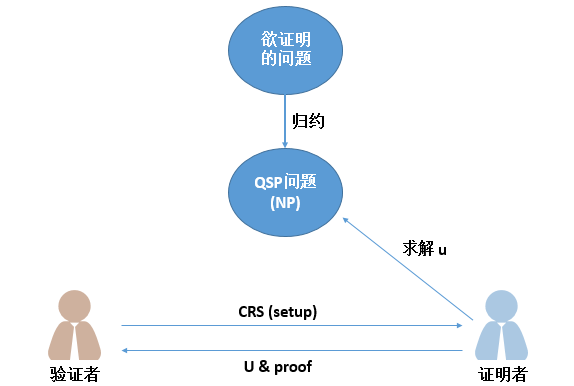 欲证明
的问题
归约
QSP问题
(NP)
求解 u
CRS (setup)
U & proof
验证者
证明者